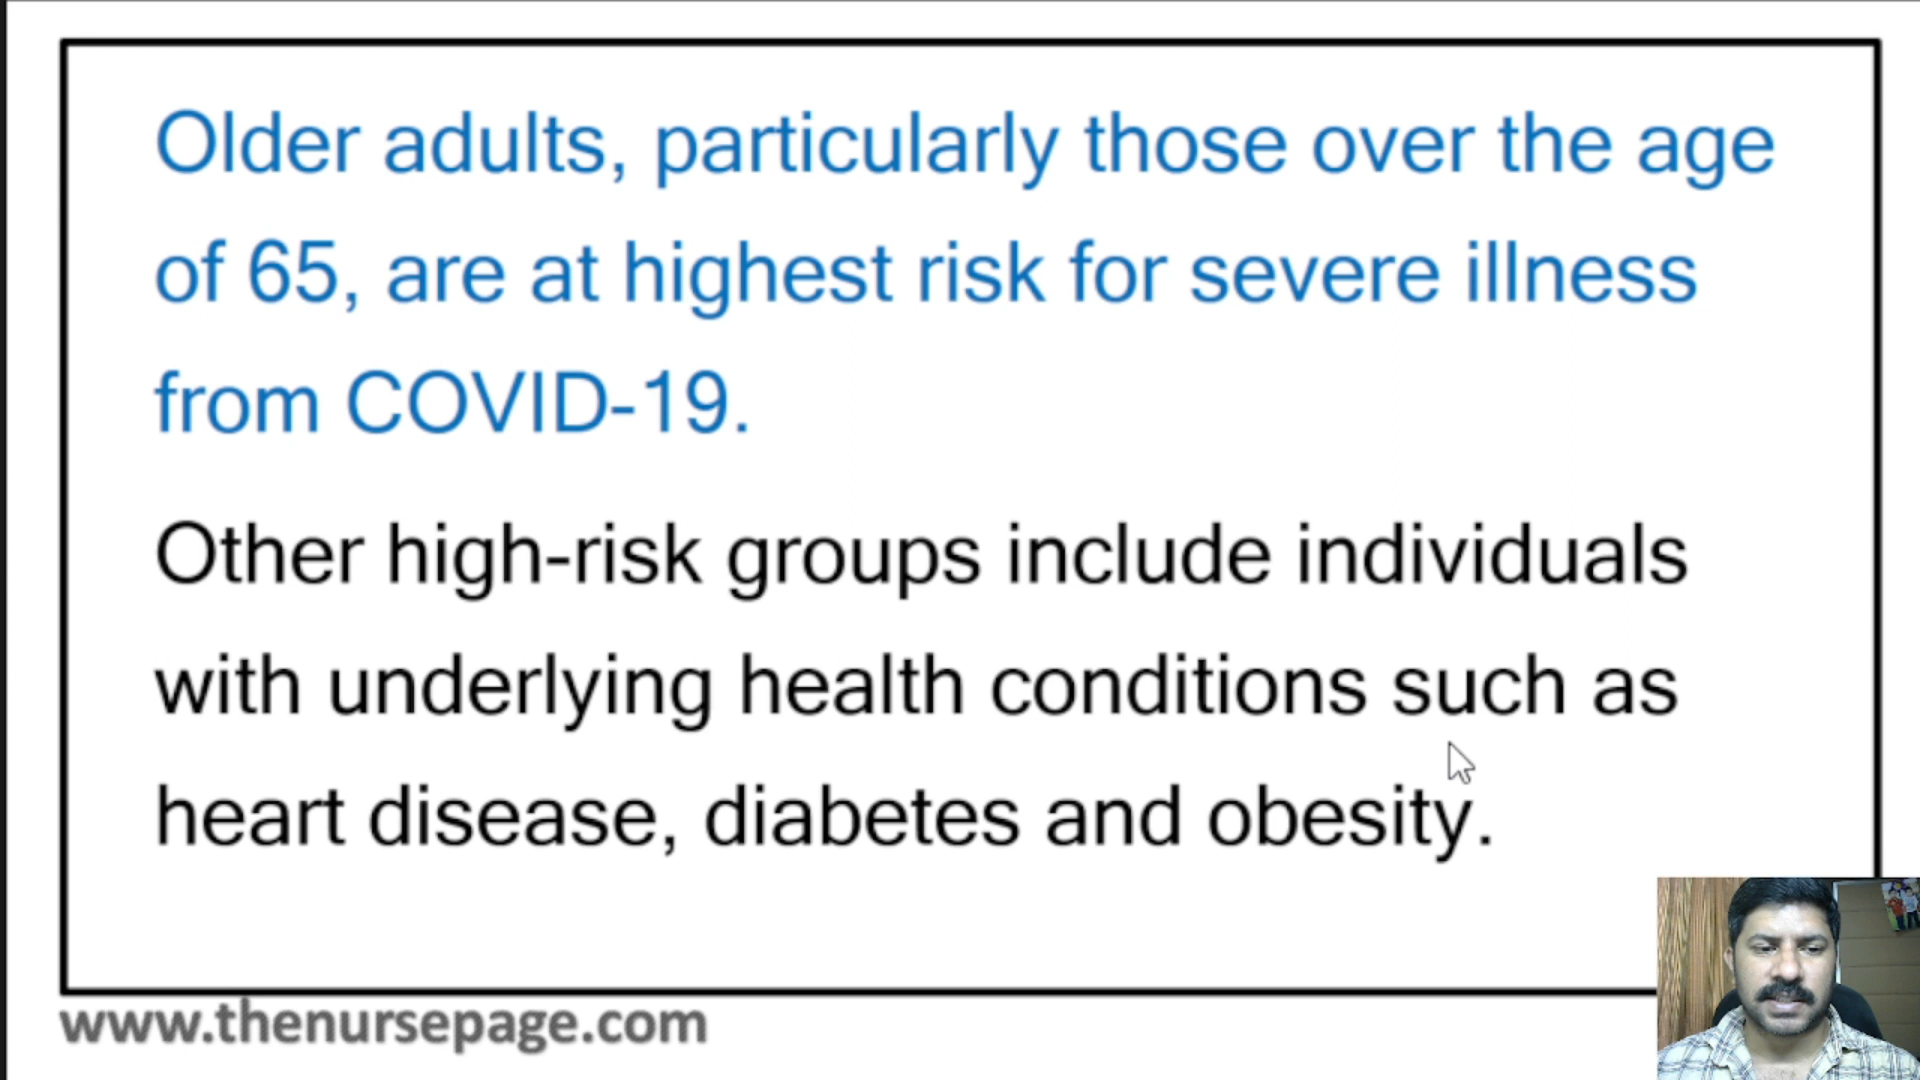 Older adults, particularly those over the age
of 65, are at highest risk for severe illness
from COVID-19.
Other high-risk groups include individuals
with underlying health conditions such as
heart disease, diabetes and obesity.
www.thenursepage.com